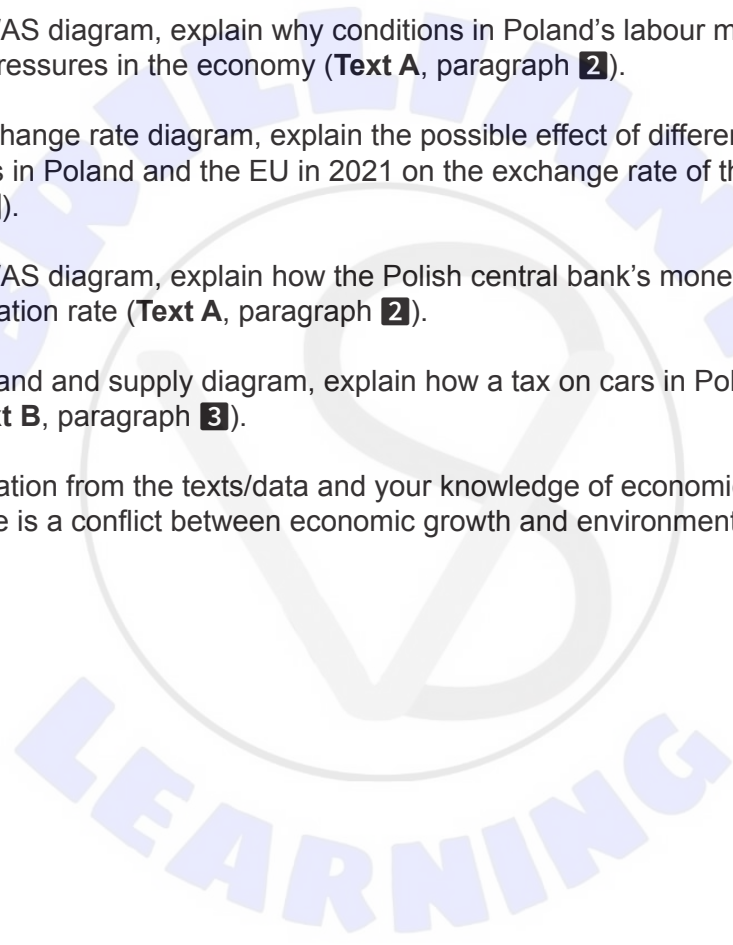 /AS diagram, explain why conditions in Poland's labour m
ressures in the economy (Text A, paragraph 2).
change rate diagram, explain the possible effect of differen
s in Poland and the EU in 2021 on the exchange rate of th
).
/AS diagram, explain how the Polish central bank's mone
ation rate (Text A, paragraph 2).
and and supply diagram, explain how a tax on cars in Pol
t B, paragraph 3).
ation from the texts/data and your knowledge of economi
e is a conflict between economic growth and environment
BRILLIANT
VS
LEARNING